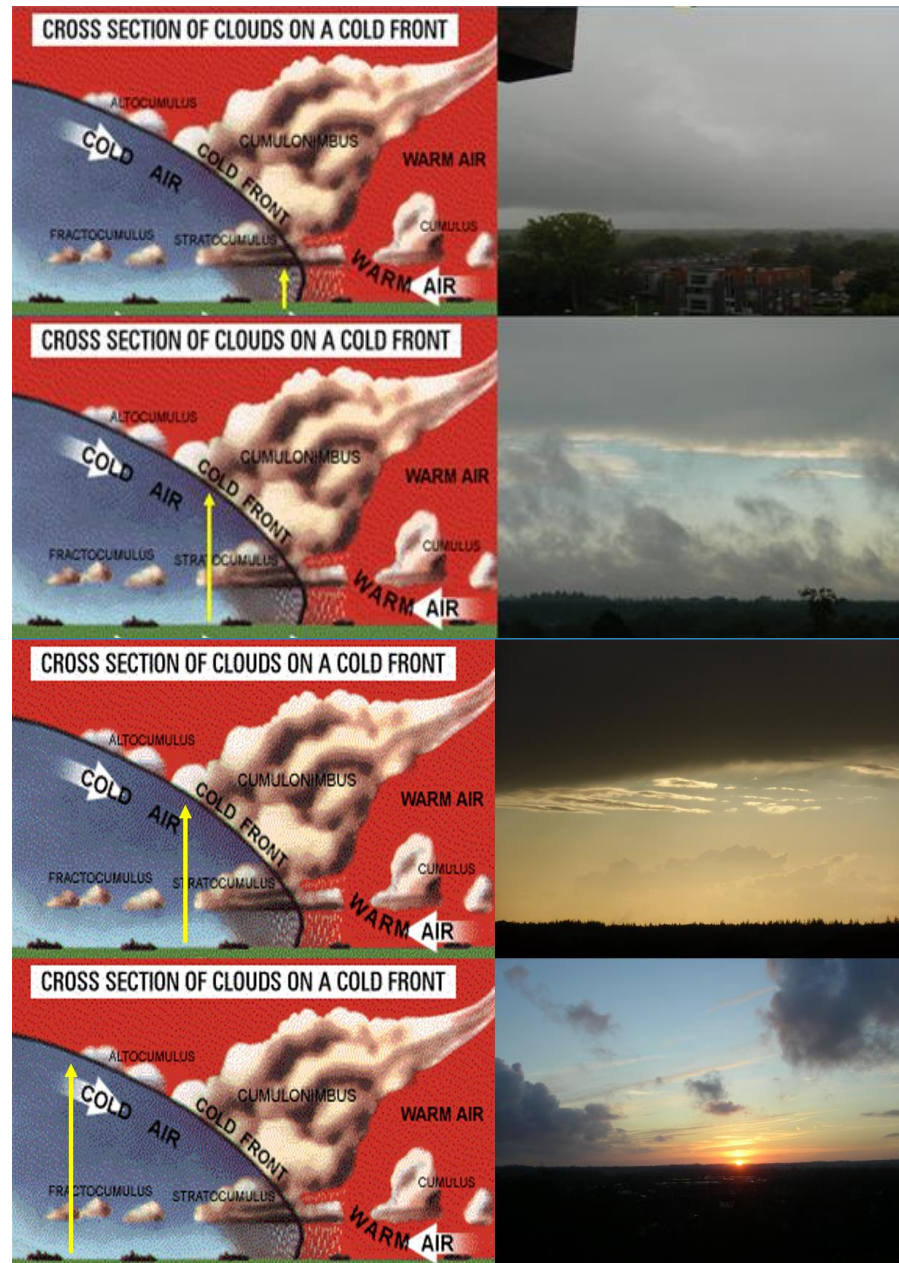 CROSS SECTION OF CLOUDS ON A COLD FRONT
ALTOCUMULUS
COLD AIR
CUMULONIMBUS
COLD FRONT
WARM AIR
FRACTOCUMULUS
STRATOCUMULUS
CUMULUS
WARM AIR
CROSS SECTION OF CLOUDS ON A COLD FRONT
ALTOCUMULUS
COLD AIR
CUMULONIMBUS
COLD FRONT
WARM AIR
FRACTOCUMULUS
STRATOCUMULUS
CUMULUS
WARM AIR
CROSS SECTION OF CLOUDS ON A COLD FRONT
ALTOCUMULUS
COLD AIR
CUMULONIMBUS
COLD FRONT
WARM AIR
FRACTOCUMULUS
STRATOCUMULUS
CUMULUS
WARM AIR
CROSS SECTION OF CLOUDS ON A COLD FRONT
ALTOCUMULUS
COLD AIR
CUMULONIMBUS
COLD FRONT
WARM AIR
FRACTOCUMULUS
STRATOCUMULUS
CUMULUS
WARM AIR